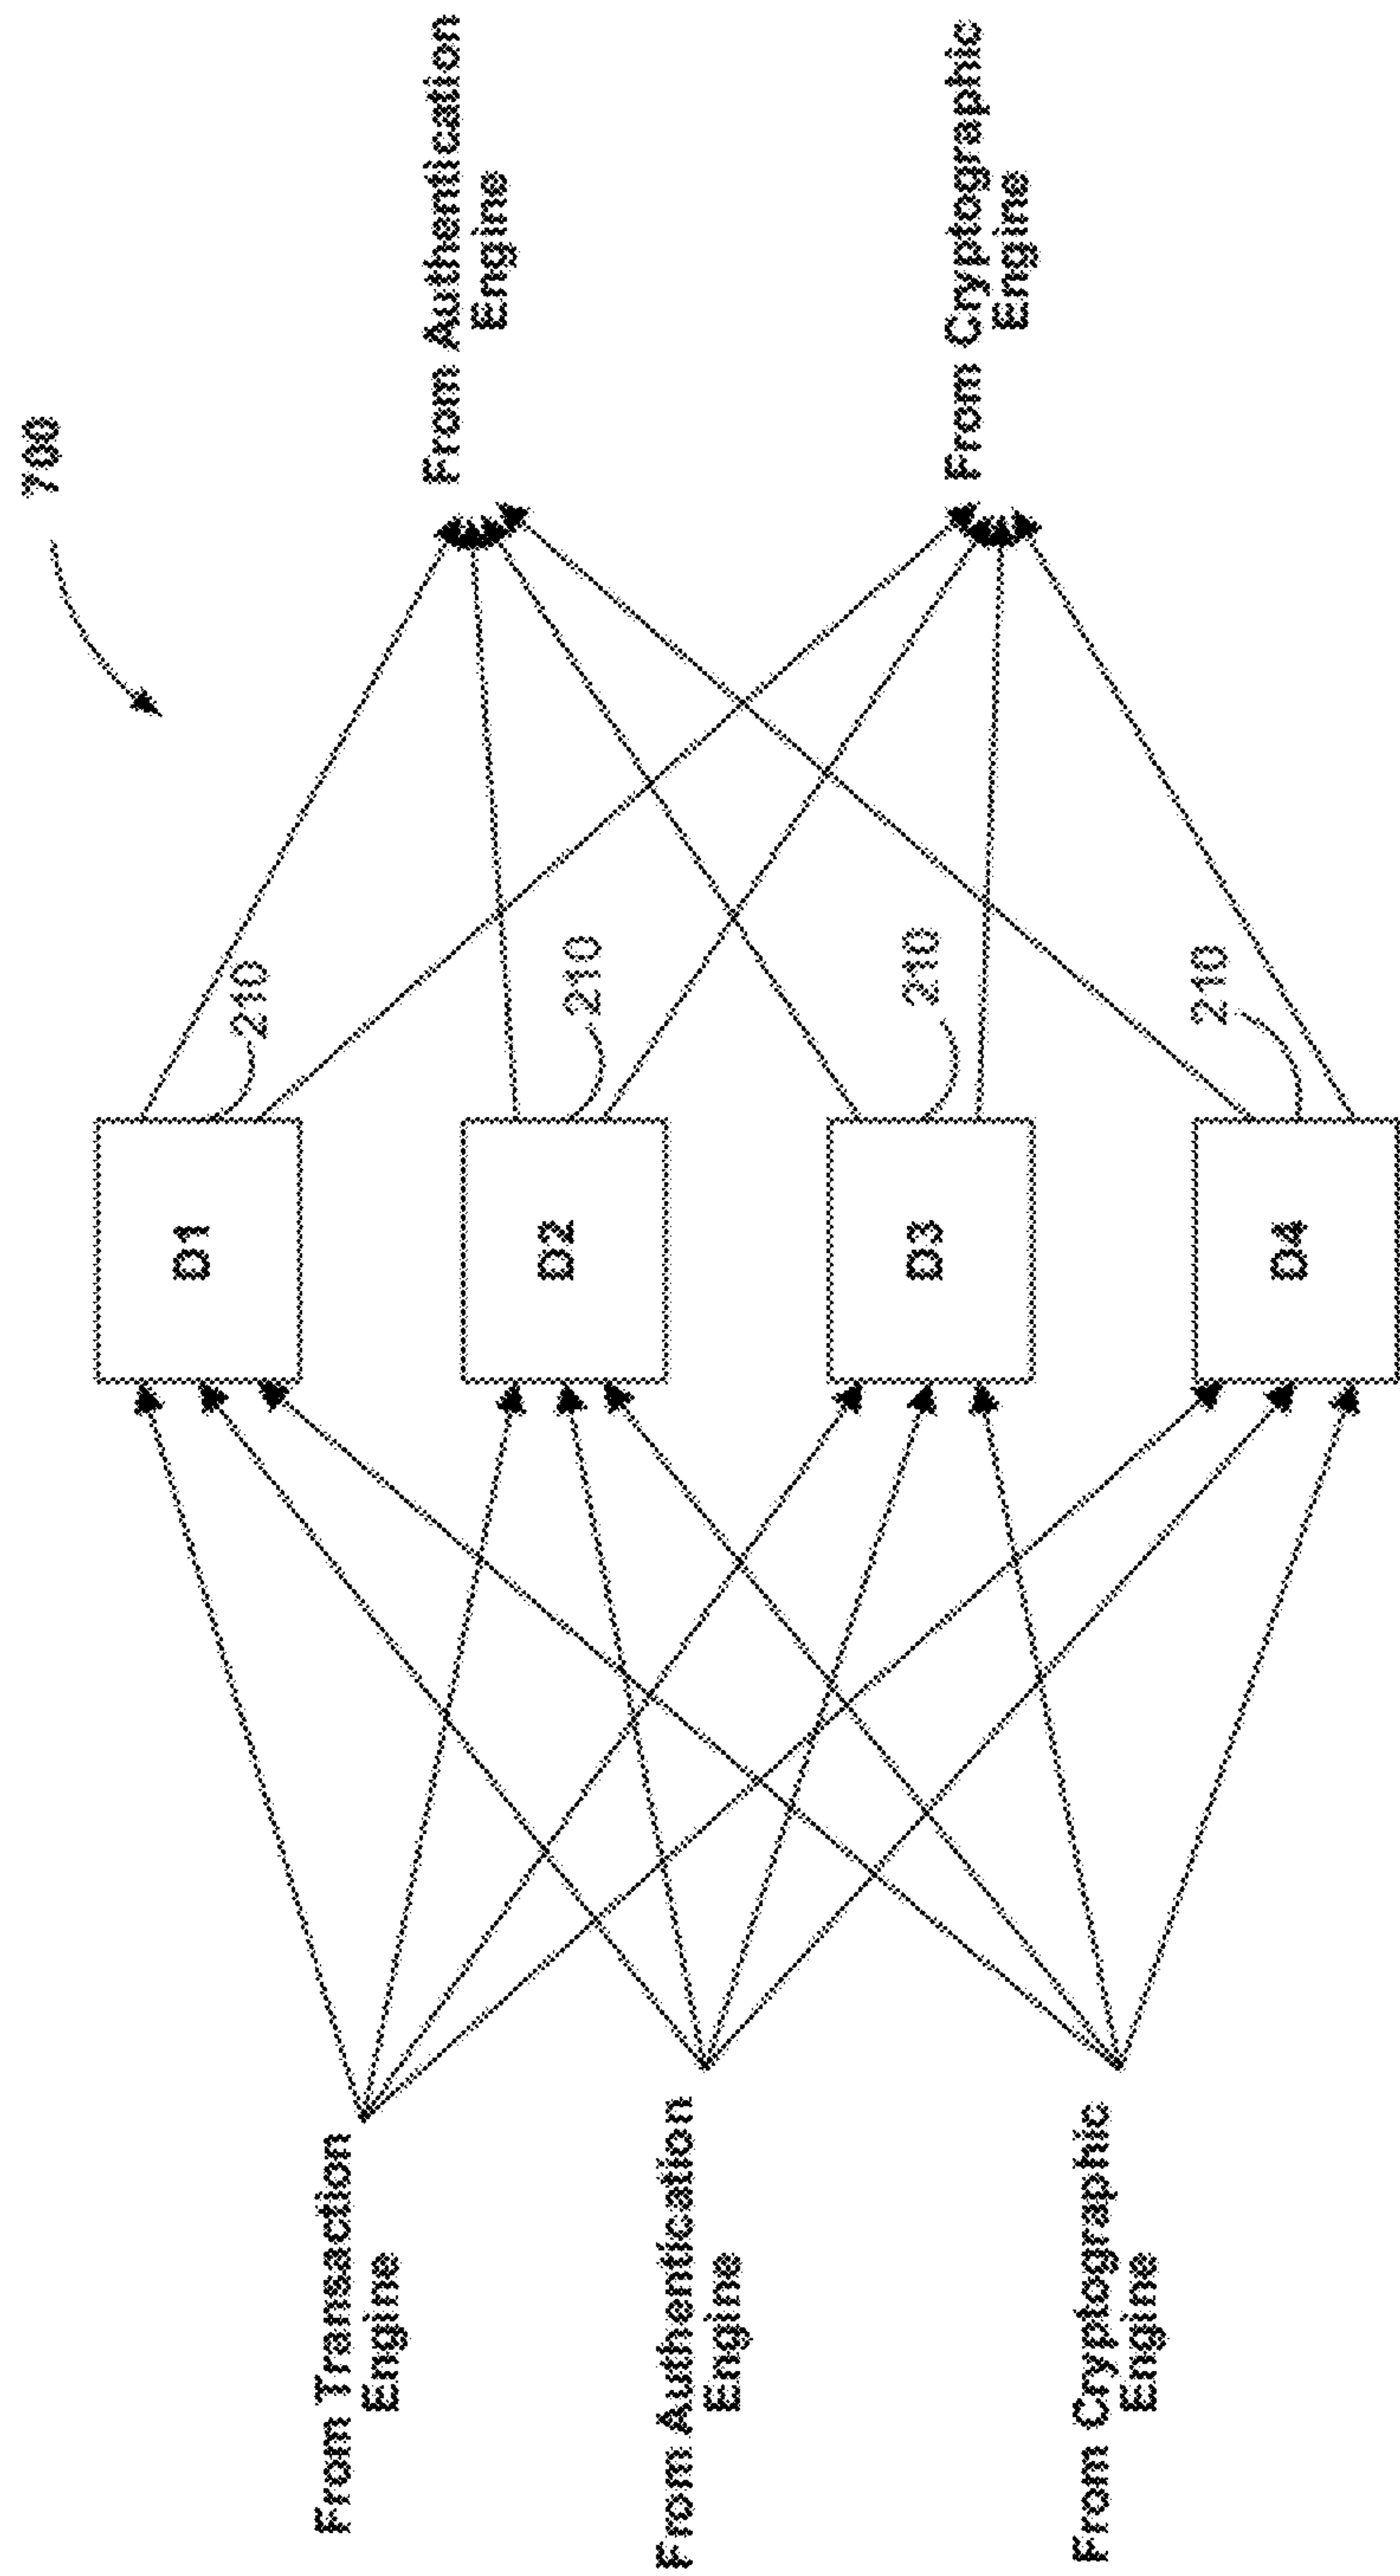 700
From Transaction
Engine
From Authentication
Engine
From Cryptographic
Engine
D1
210
D2
210
D3
210
D4
210
From Authentication
Engine
From Cryptographic
Engine